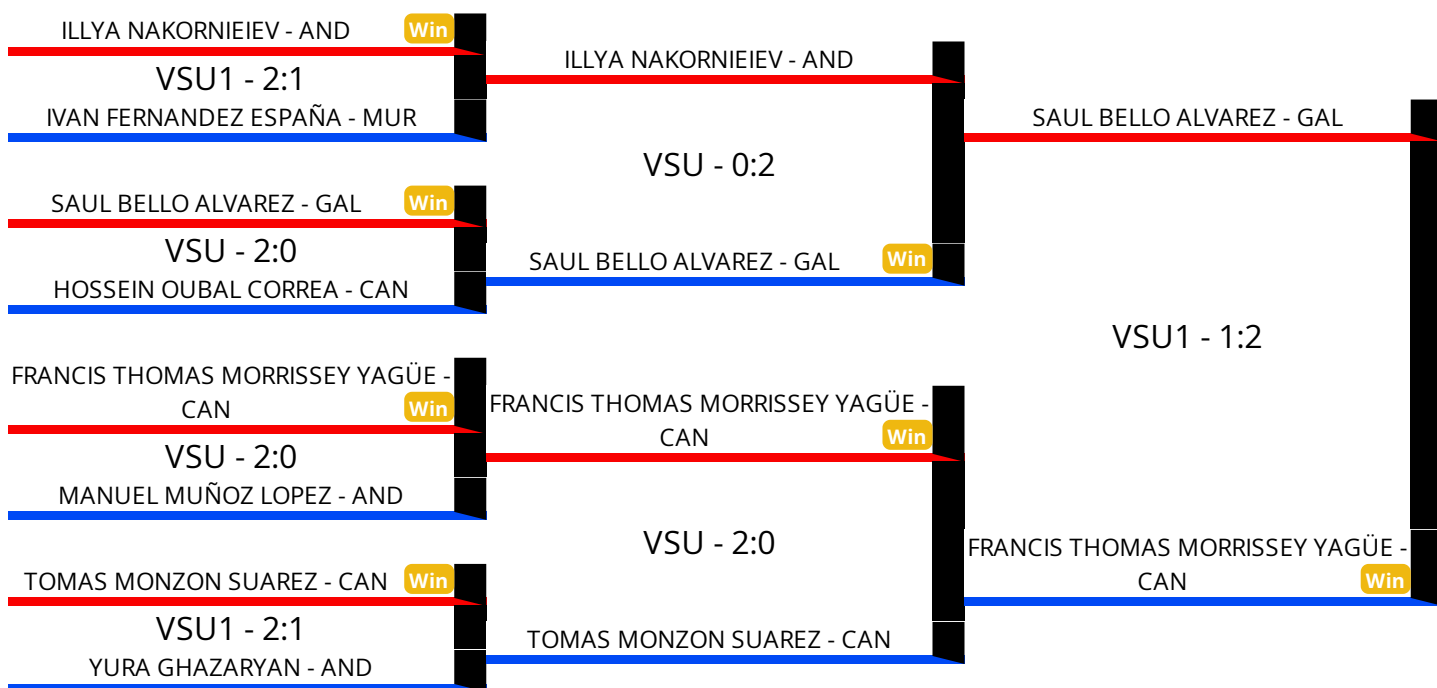 ILLYA NAKORNIEIEV - AND
Win
VSU1 - 2:1
IVAN FERNANDEZ ESPAÑA - MUR
SAUL BELLO ALVAREZ - GAL
Win
VSU - 2:0
HOSSEIN OUBAL CORREA - CAN
FRANCIS THOMAS MORRISSEY YAGÜE -
CAN
Win
VSU - 2:0
MANUEL MUÑOZ LOPEZ - AND
TOMAS MONZON SUAREZ - CAN
Win
VSU1 - 2:1
YURA GHAZARYAN - AND
ILLYA NAKORNIEIEV - AND
VSU - 0:2
SAUL BELLO ALVAREZ - GAL
Win
FRANCIS THOMAS MORRISSEY YAGÜE -
CAN
Win
VSU - 2:0
TOMAS MONZON SUAREZ - CAN
SAUL BELLO ALVAREZ - GAL
VSU1 - 1:2
FRANCIS THOMAS MORRISSEY YAGÜE -
CAN
Win